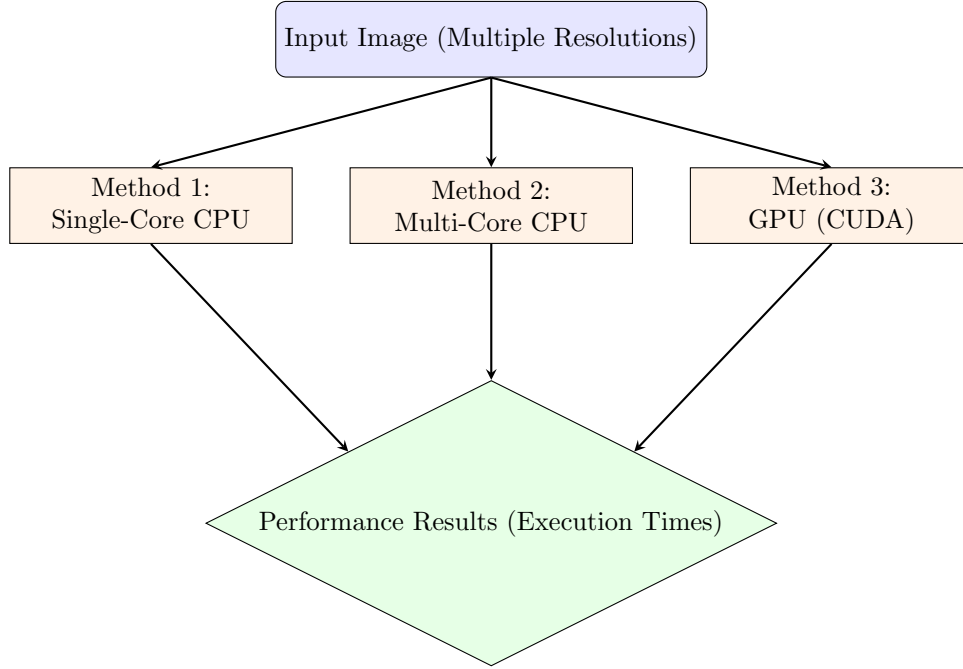 Input Image (Multiple Resolutions)
Method 1:
Single-Core CPU
Method 2:
Multi-Core CPU
Method 3:
GPU (CUDA)
Performance Results (Execution Times)